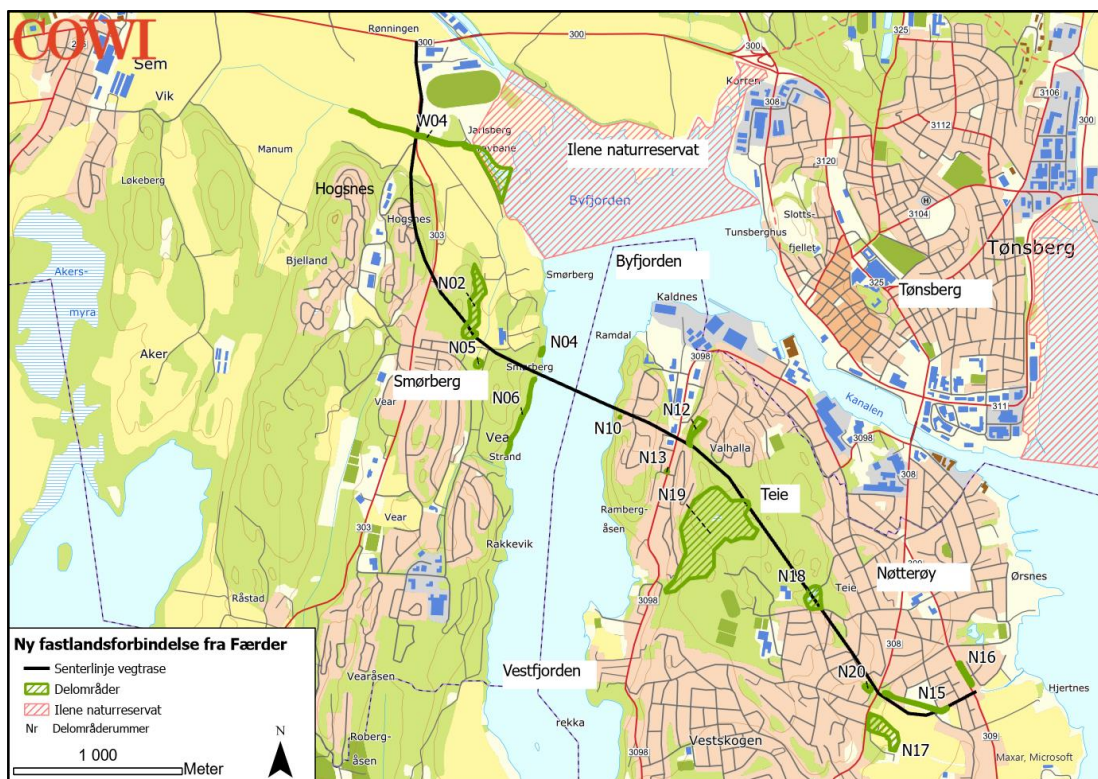 COWI
Rønningen
300
300
325
Sem
Vik
Korten
300
308
3106
300
W04
Jarlsberg
3112
Manum
Ilene naturreservat
3120
Løkeberg
Hogsnes
Byfjorden
H
3104
Slotts-
fjellet
Hogsnes
303
Tunsberghus
Tønsberg
Bjelland
Byfjorden
Smørberg
325
Tønsberg
Akers-
myra
N02
Kaldnes
Ramdal
N04
Aker
N05
3098
Smørberg
Smørberg
311
Kanalen
Vear
N06
N12
N10
3098
Vea
Valhalla
Strand
N13
308
Teie
N19
Ramberg-
åsen
303
Vear
Rakkevik
N18
Teie
Nøtterøy
Ørsnes
3098
Råstad
308
N16
Ny fastlandsforbindelse fra Færder
Senterlinje vegtrase
Delområder
Ilene naturreservat
Nr Delområderummer
1 000
Meter
N
Vestfjorden
N20
N15
Vearåsen
Hjertnes
rekka
Roberg-
åsen
3098
Vestskogen
N17
309
Maxar, Microsoft